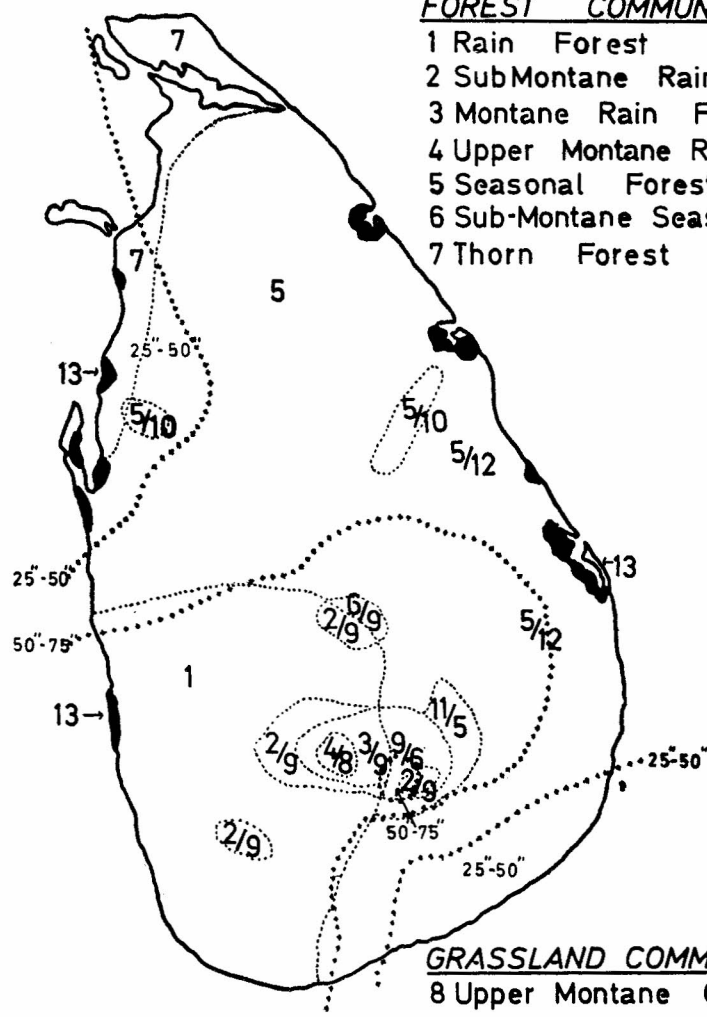 FOREST COMMUN
1 Rain Forest
2 SubMontane Rain
3 Montane Rain F
4 Upper Montane R
5 Seasonal Forest
6 Sub-Montane Seas
7 Thorn Forest
7
7
5
25"-50"
13
5/10
5/10
5/12
13
25"-50"
6/9
2/9
5/12
50"-75"
1
11/5
13
2/9
4/8
3/9
9/6
2/9
25"-50"
50"-75"
2/9
25"-50"
GRASSLAND COMM
8 Upper Montane